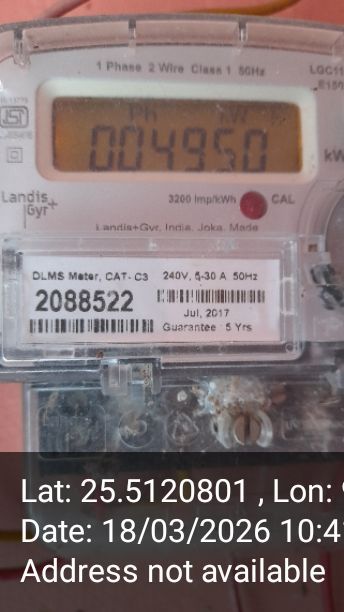 1 Phase 2 Wire Class 1 50Hz
Ph kW
004950
Landis
Gyr+
3200 Imp/kWh CAL
Landis+Gyr, India, Joka, Made
DLMS Meter, CAT- C3 240V, 5-30 A 50Hz
2088522
Jul, 2017
Guarantee : 5 Yrs
Lat: 25.5120801 , Lon:
Date: 18/03/2026 10:4
Address not available